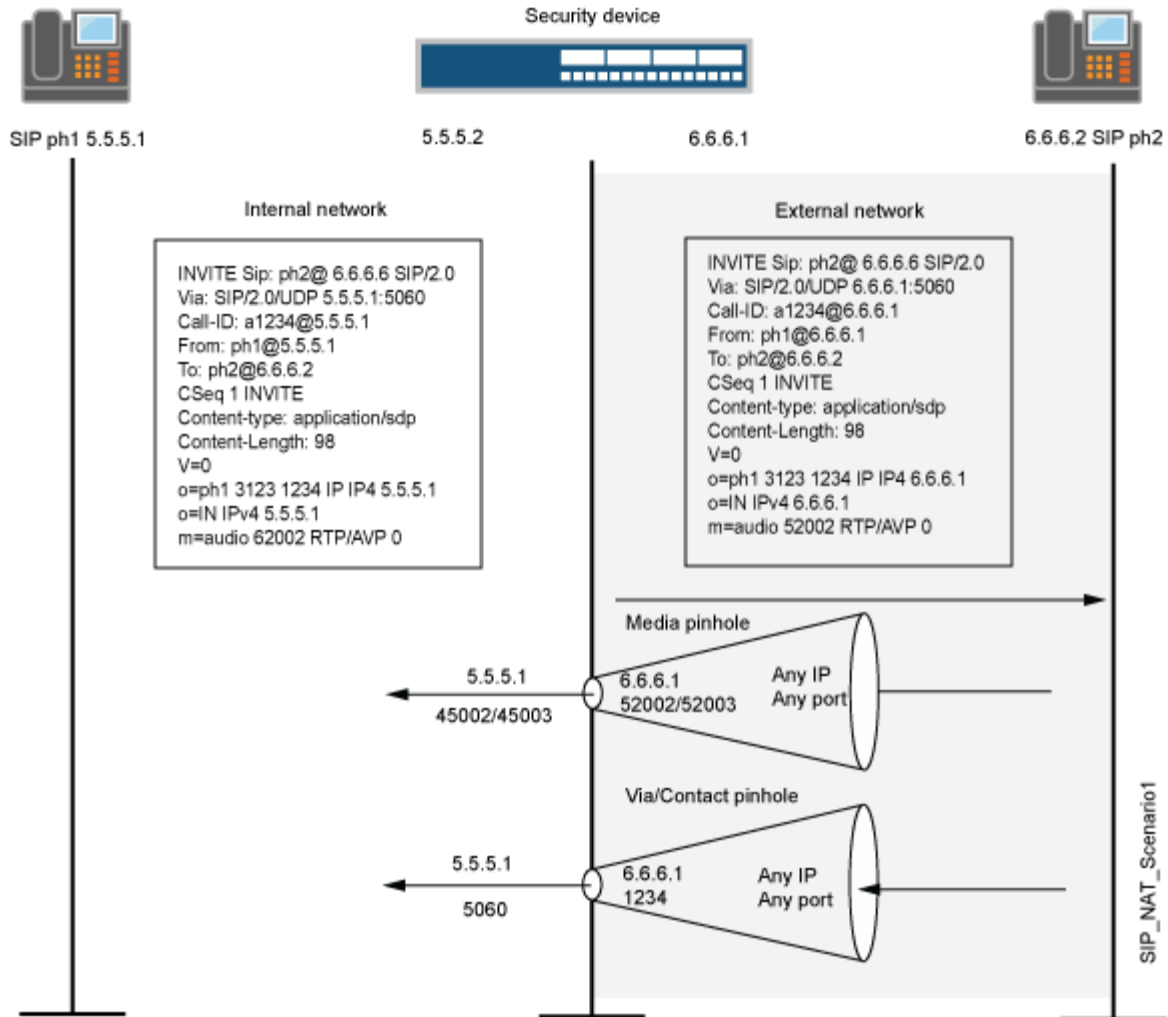 Security device
SIP ph1 5.5.5.1
5.5.5.2
6.6.6.1
6.6.6.2 SIP ph2
Internal network
INVITE Sip: ph2@ 6.6.6.6 SIP/2.0
Via: SIP/2.0/UDP 5.5.5.1:5060
Call-ID: a1234@5.5.5.1
From: ph1@5.5.5.1
To: ph2@6.6.6.2
CSeq 1 INVITE
Content-type: application/sdp
Content-Length: 98
V=0
o=ph1 3123 1234 IP IP4 5.5.5.1
o=IN IPv4 5.5.5.1
m=audio 62002 RTP/AVP 0
External network
INVITE Sip: ph2@ 6.6.6.6 SIP/2.0
Via: SIP/2.0/UDP 6.6.6.1:5060
Call-ID: a1234@6.6.6.1
From: ph1@6.6.6.1
To: ph2@6.6.6.2
CSeq 1 INVITE
Content-type: application/sdp
Content-Length: 98
V=0
o=ph1 3123 1234 IP IP4 6.6.6.1
o=IN IPv4 6.6.6.1
m=audio 52002 RTP/AVP 0
Media pinhole
5.5.5.1
45002/45003
6.6.6.1
52002/52003
Any IP
Any port
Via/Contact pinhole
5.5.5.1
5060
6.6.6.1
1234
Any IP
Any port
SIP_NAT_Scenario1